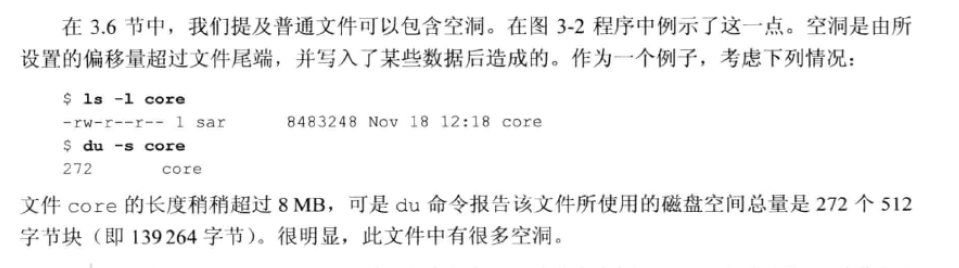 在 3.6 节中，我们提及普通文件可以包含空洞。在图 3-2 程序中例示了这一点。空洞是由所
设置的偏移量超过文件尾端，并写入了某些数据后造成的。作为一个例子，考虑下列情况：
$ ls -l core
-rw-r--r-- 1 sar 8483248 Nov 18 12:18 core
$ du -s core
272 core
文件 core 的长度稍稍超过 8 MB，可是 du 命令报告该文件所使用的磁盘空间总量是 272 个 512
字节块（即 139 264 字节）。很明显，此文件中有很多空洞。